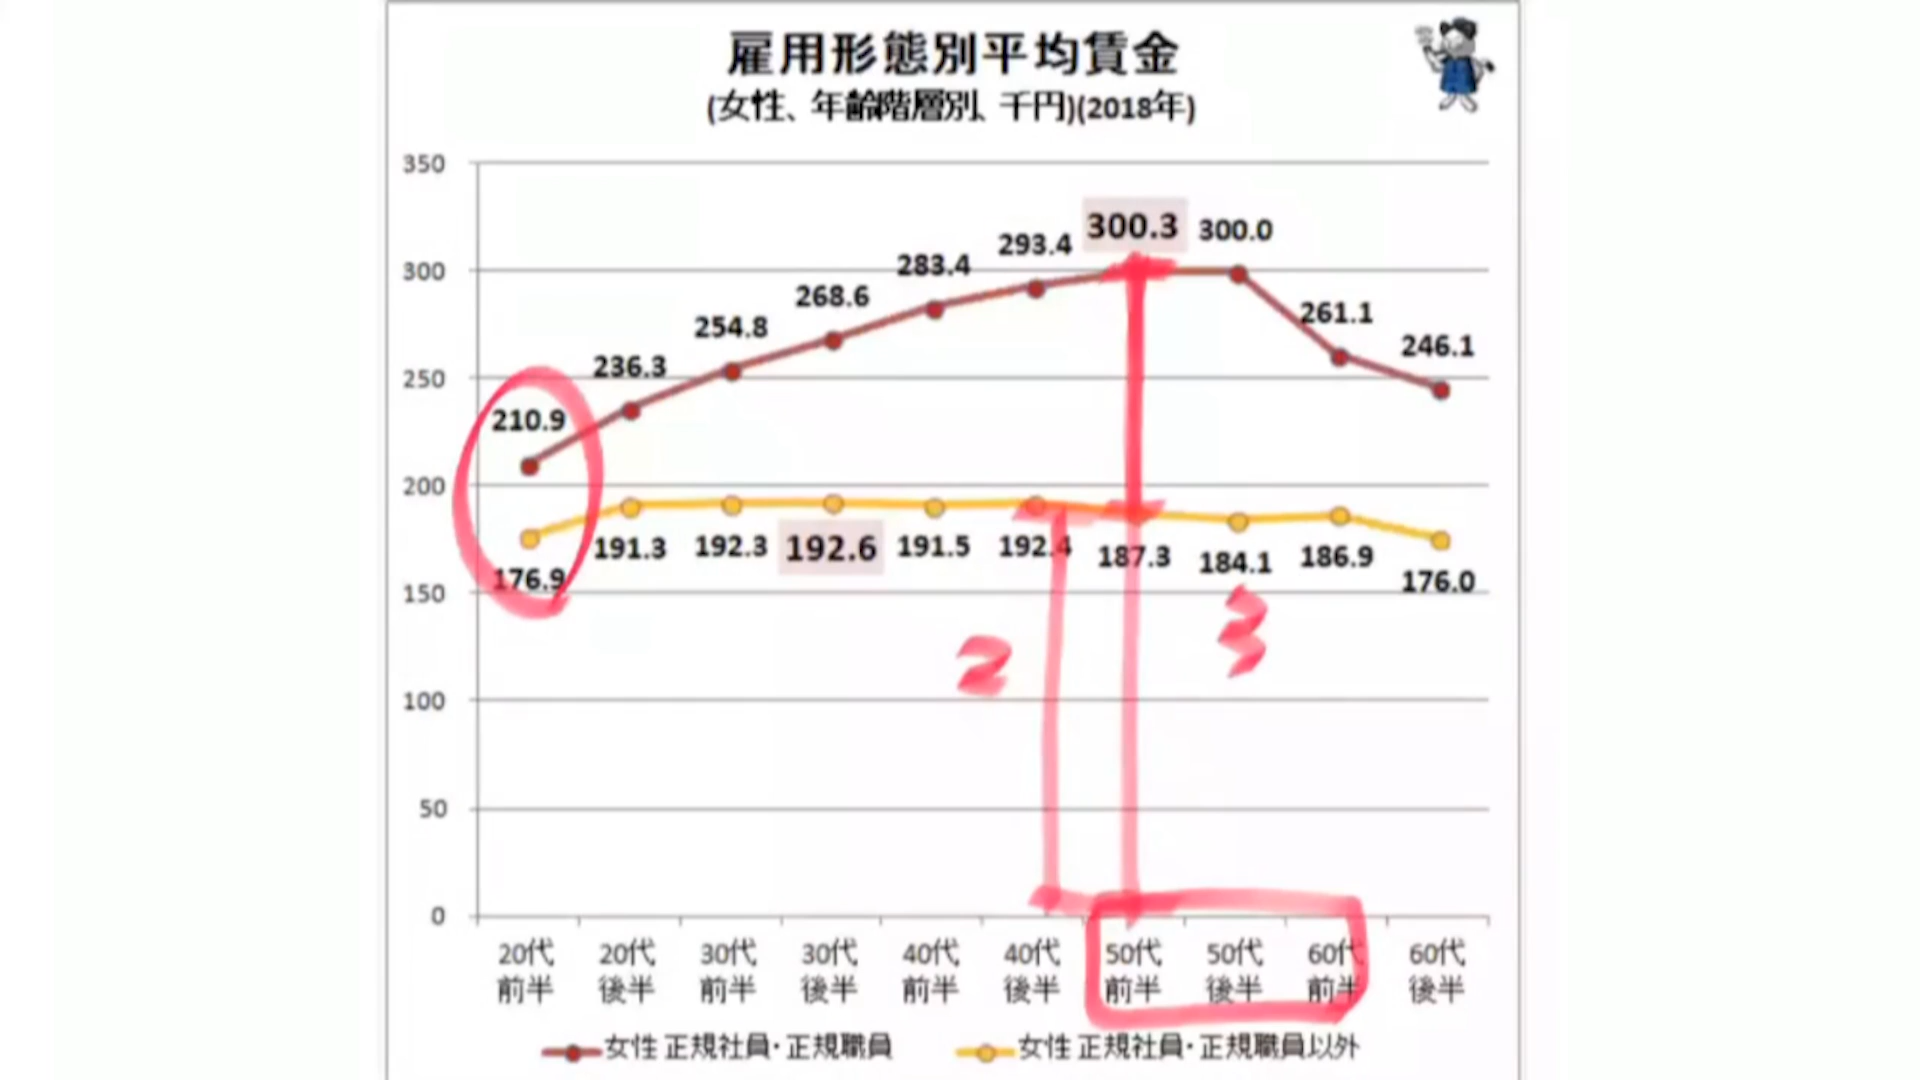 雇用形態別平均賃金
(女性、年齢階層別、千円)(2018年)
350
300
250
200
150
100
50
0
210.9
236.3
254.8
268.6
283.4
293.4
300.3
300.0
261.1
246.1
176.9
191.3
192.3
192.6
191.5
192.4
187.3
184.1
186.9
176.0
2
3
20代前半
20代後半
30代前半
30代後半
40代前半
40代後半
50代前半
50代後半
60代前半
60代後半
女性 正規社員・正規職員
女性 正規社員・正規職員以外